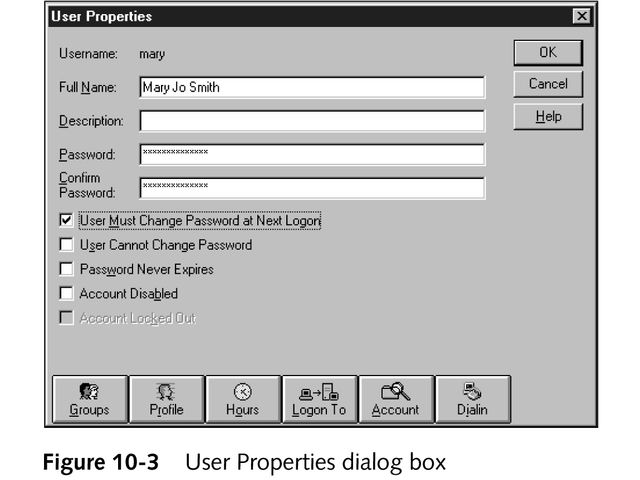 User Properties
Username: mary
OK
Full Name: Mary Jo Smith
Cancel
Description:
Help
Password: **************
Confirm
Password: **************
User Must Change Password at Next Logon
User Cannot Change Password
Password Never Expires
Account Disabled
Account Locked Out
Groups Profile Hours Logon To Account Dialin
Figure 10-3 User Properties dialog box